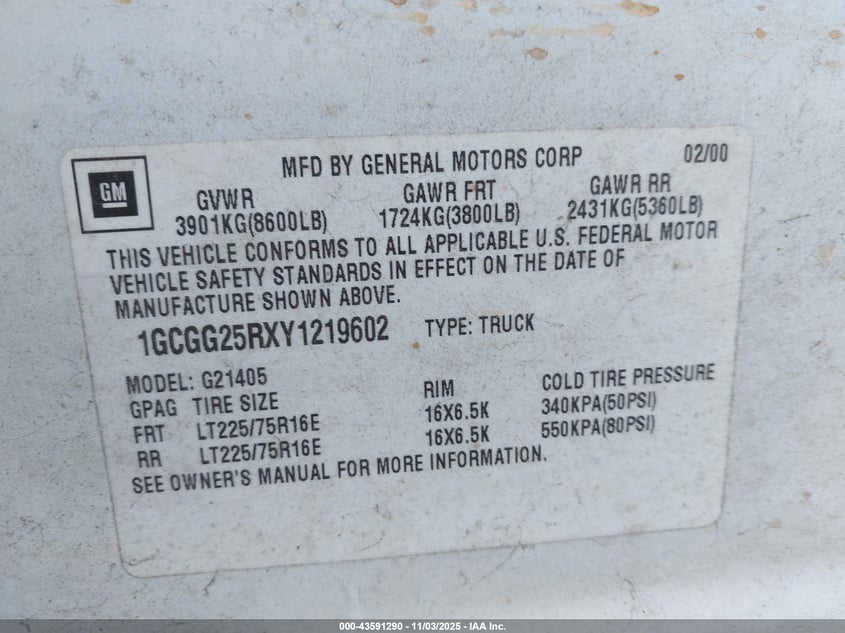 GM
MFD BY GENERAL MOTORS CORP 02/00
GVWR GAWR FRT GAWR RR
3901KG(8600LB) 1724KG(3800LB) 2431KG(5360LB)
THIS VEHICLE CONFORMS TO ALL APPLICABLE U.S. FEDERAL MOTOR
VEHICLE SAFETY STANDARDS IN EFFECT ON THE DATE OF
MANUFACTURE SHOWN ABOVE.
1GCGG25RXY1219602 TYPE: TRUCK
MODEL: G21405
GPAG TIRE SIZE RIM COLD TIRE PRESSURE
FRT LT225/75R16E 16X6.5K 340KPA(50PSI)
RR LT225/75R16E 16X6.5K 550KPA(80PSI)
SEE OWNER'S MANUAL FOR MORE INFORMATION.
000-43591290 - 11/03/2025 - IAA Inc.